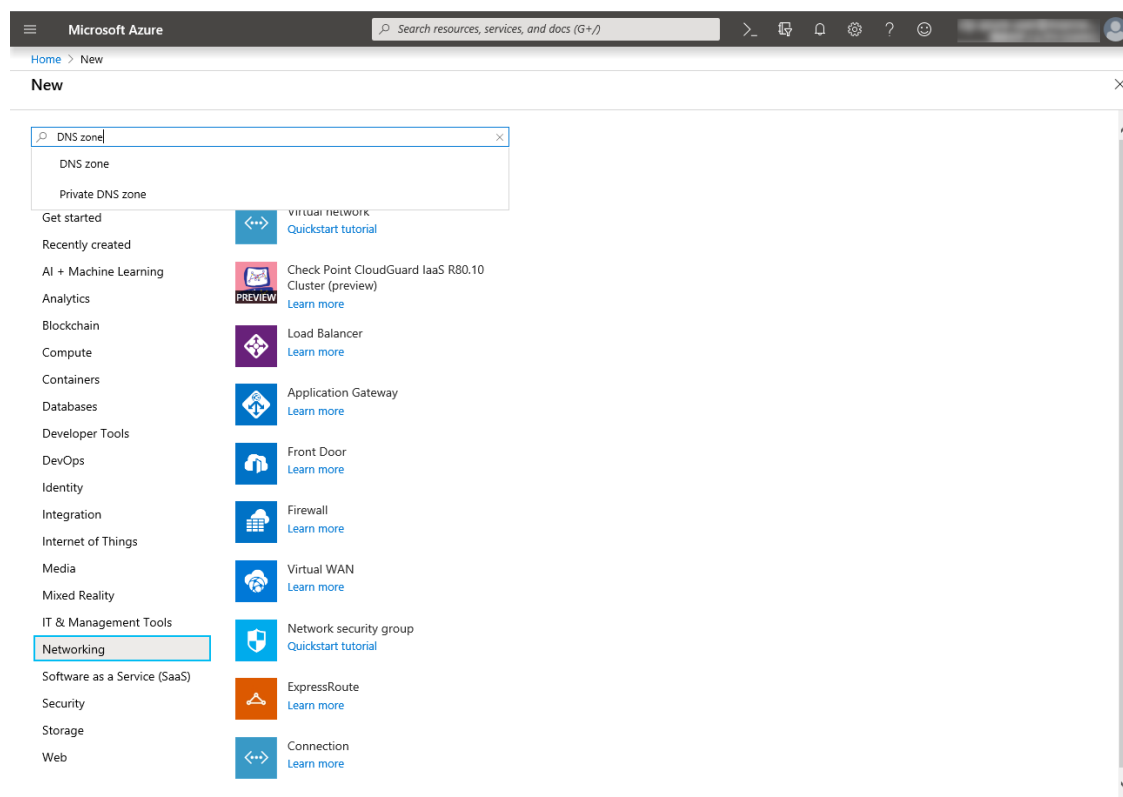 Microsoft Azure
Search resources, services, and docs (G+/)
Home > New
New
DNS zone
DNS zone
Private DNS zone
Get started
Recently created
AI + Machine Learning
Analytics
Blockchain
Compute
Containers
Databases
Developer Tools
DevOps
Identity
Integration
Internet of Things
Media
Mixed Reality
IT & Management Tools
Networking
Software as a Service (SaaS)
Security
Storage
Web
Virtual network
Quickstart tutorial
PREVIEW
Check Point CloudGuard IaaS R80.10
Cluster (preview)
Learn more
Load Balancer
Learn more
Application Gateway
Learn more
Front Door
Learn more
Firewall
Learn more
Virtual WAN
Learn more
Network security group
Quickstart tutorial
ExpressRoute
Learn more
Connection
Learn more